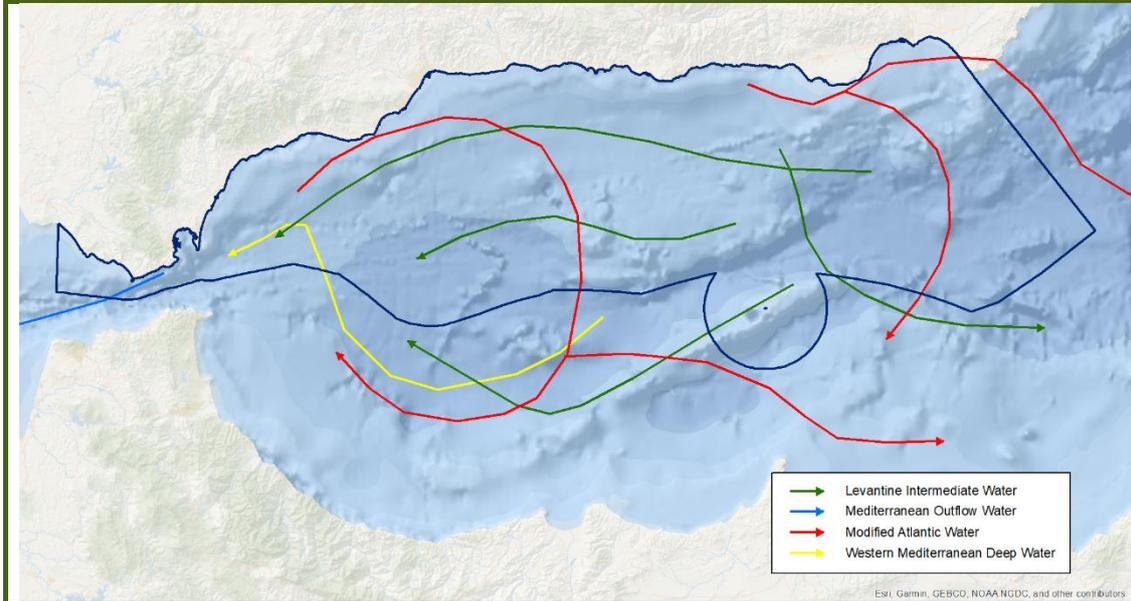 Levantine Intermediate Water
Mediterranean Outflow Water
Modified Atlantic Water
Western Mediterranean Deep Water
Esri, Garmin, GEBCO, NOAA NGDC, and other contributors